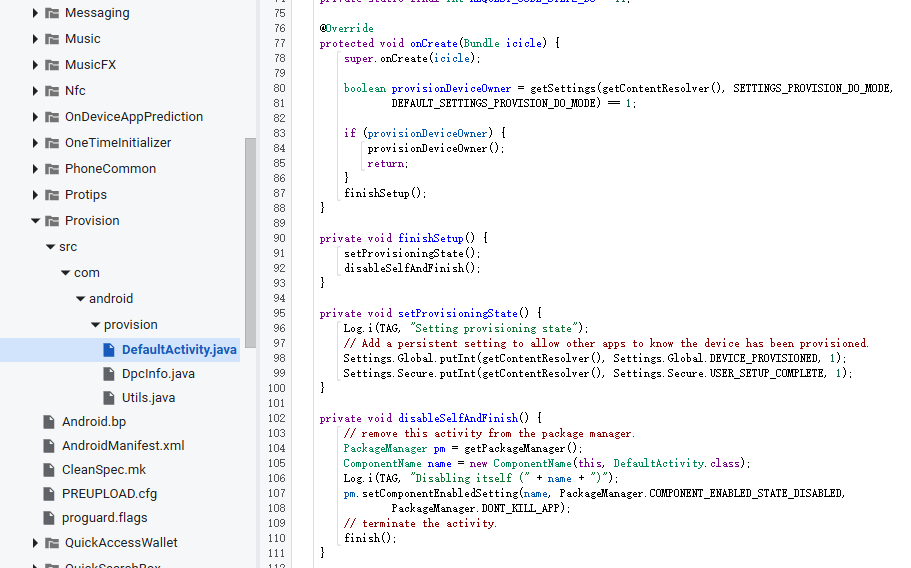 Messaging
Music
MusicFX
Nfc
OnDeviceAppPrediction
OneTimeInitializer
PhoneCommon
Protips
Provision
src
com
android
provision
DefaultActivity.java
DpcInfo.java
Utils.java
Android.bp
AndroidManifest.xml
CleanSpec.mk
PREUPLOAD.cfg
proguard.flags
QuickAccessWallet
QuickSearchBox
75
76 @Override
77 protected void onCreate(Bundle icicle) {
78 super.onCreate(icicle);
79
80 boolean provisionDeviceOwner = getSettings(getContentResolver(), SETTINGS_PROVISION_DO_MODE,
81 DEFAULT_SETTINGS_PROVISION_DO_MODE) == 1;
82
83 if (provisionDeviceOwner) {
84 provisionDeviceOwner();
85 return;
86 }
87 finishSetup();
88 }
89
90 private void finishSetup() {
91 setProvisioningState();
92 disableSelfAndFinish();
93 }
94
95 private void setProvisioningState() {
96 Log.i(TAG, "Setting provisioning state");
97 // Add a persistent setting to allow other apps to know the device has been provisioned.
98 Settings.Global.putInt(getContentResolver(), Settings.Global.DEVICE_PROVISIONED, 1);
99 Settings.Secure.putInt(getContentResolver(), Settings.Secure.USER_SETUP_COMPLETE, 1);
100 }
101
102 private void disableSelfAndFinish() {
103 // remove this activity from the package manager.
104 PackageManager pm = getPackageManager();
105 ComponentName name = new ComponentName(this, DefaultActivity.class);
106 Log.i(TAG, "Disabling itself (" + name + ")");
107 pm.setComponentEnabledSetting(name, PackageManager.COMPONENT_ENABLED_STATE_DISABLED,
108 PackageManager.DONT_KILL_APP);
109 // terminate the activity.
110 finish();
111 }